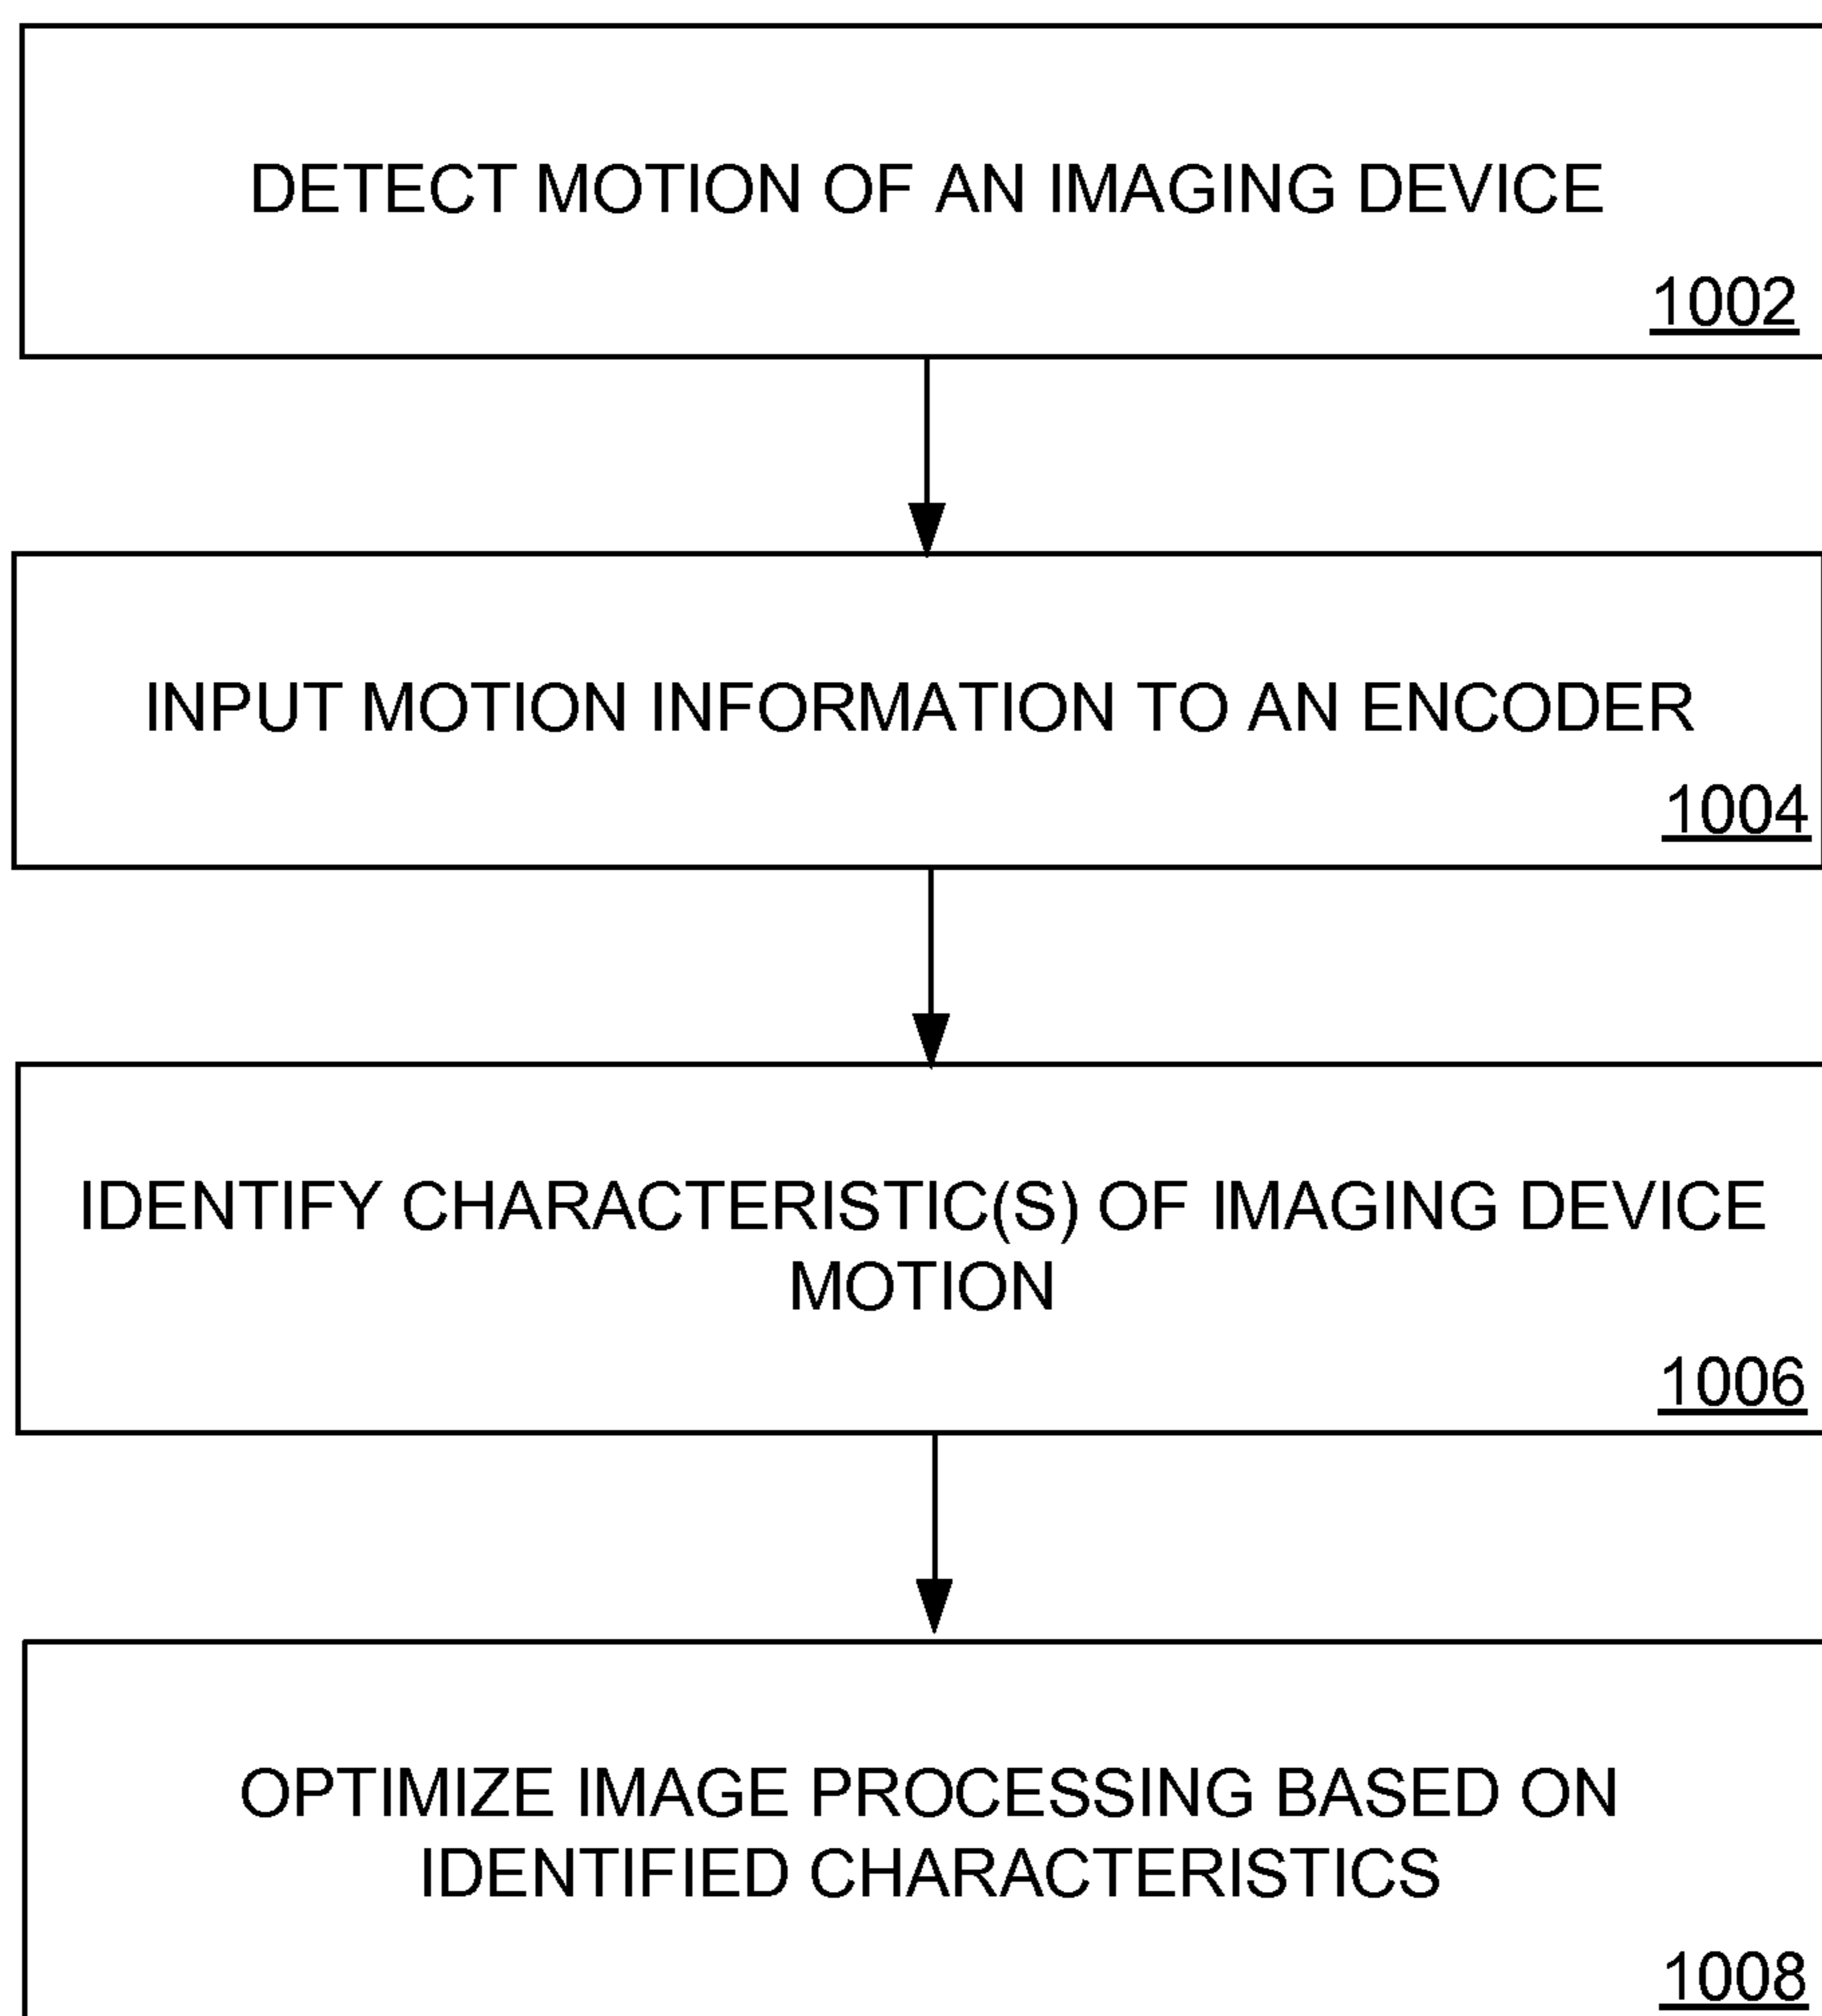 DETECT MOTION OF AN IMAGING DEVICE
1002
INPUT MOTION INFORMATION TO AN ENCODER
1004
IDENTIFY CHARACTERISTIC(S) OF IMAGING DEVICE
MOTION
1006
OPTIMIZE IMAGE PROCESSING BASED ON
IDENTIFIED CHARACTERISTICS
1008